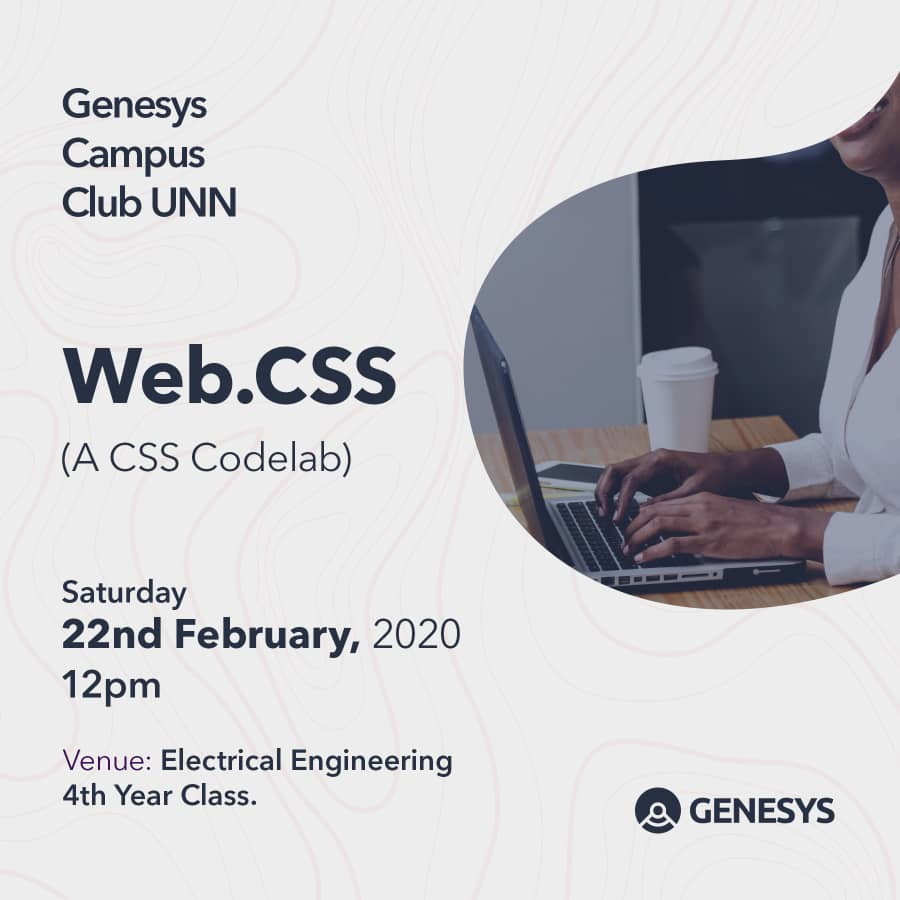 Genesys
Campus
Club UNN
Web.CSS
(A CSS Codelab)
Saturday
22nd February, 2020
12pm
Venue: Electrical Engineering
4th Year Class.
GENESYS